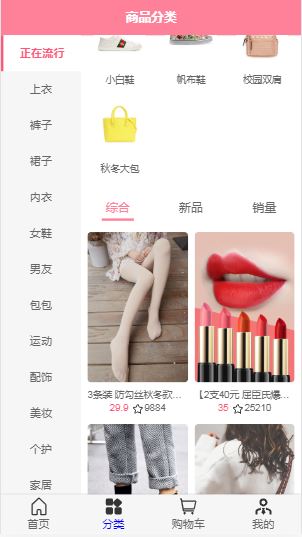 商品分类
正在流行
上衣
裤子
裙子
内衣
女鞋
男友
包包
运动
配饰
美妆
个护
家居
小白鞋
帆布鞋
校园双肩
秋冬大包
综合
新品
销量
3条装 防勾丝秋冬款...
29.9 9884
【2支40元 屈臣氏爆...
35 25210
首页
分类
购物车
我的